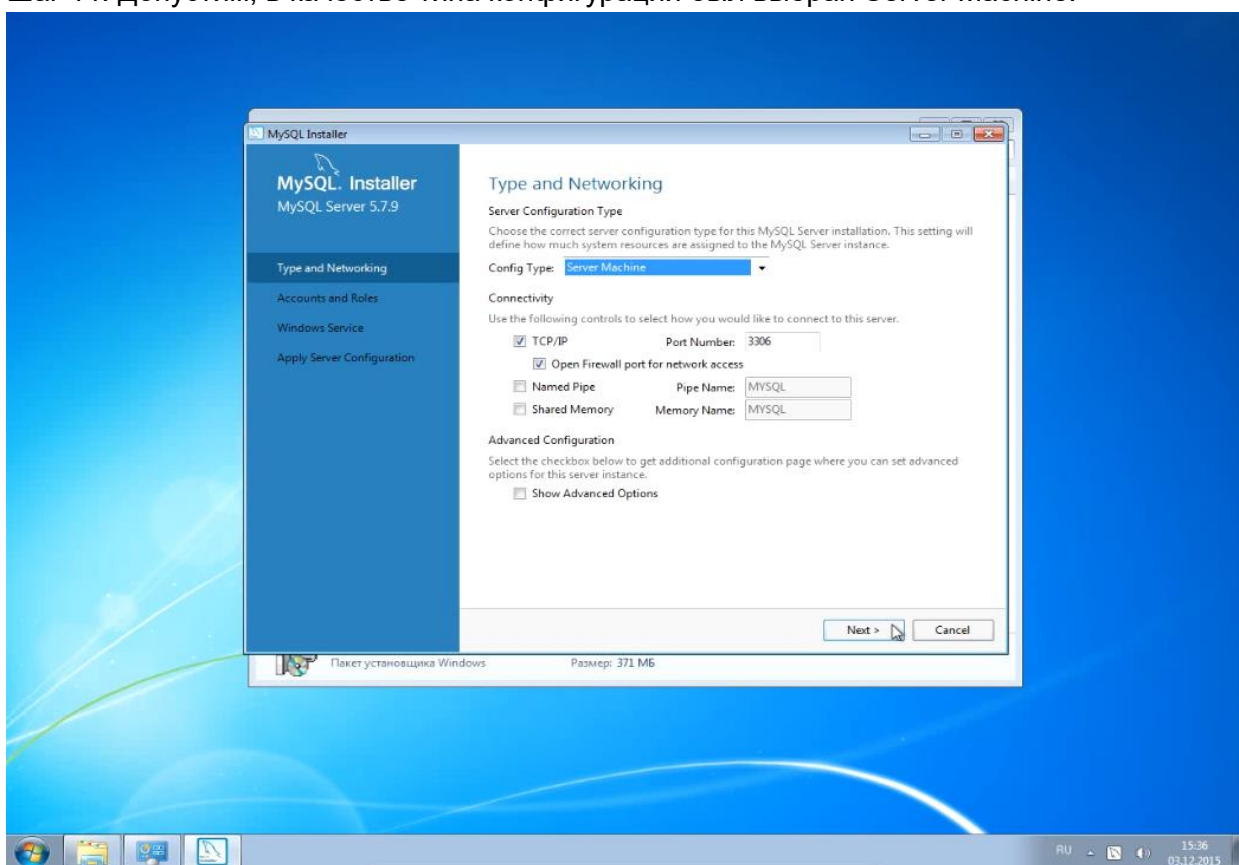 MySQL Installer
MySQL. Installer
MySQL Server 5.7.9
Type and Networking
Accounts and Roles
Windows Service
Apply Server Configuration
Type and Networking
Server Configuration Type
Choose the correct server configuration type for this MySQL Server installation. This setting will
define how much system resources are assigned to the MySQL Server instance.
Config Type: Server Machine
Connectivity
Use the following controls to select how you would like to connect to this server.
TCP/IP Port Number: 3306
Open Firewall port for network access
Named Pipe Pipe Name: MYSQL
Shared Memory Memory Name: MYSQL
Advanced Configuration
Select the checkbox below to get additional configuration page where you can set advanced
options for this server instance.
Show Advanced Options
Next > Cancel
Пакет установщика Windows Размер: 371 МБ
RU 15:36
03.12.2015